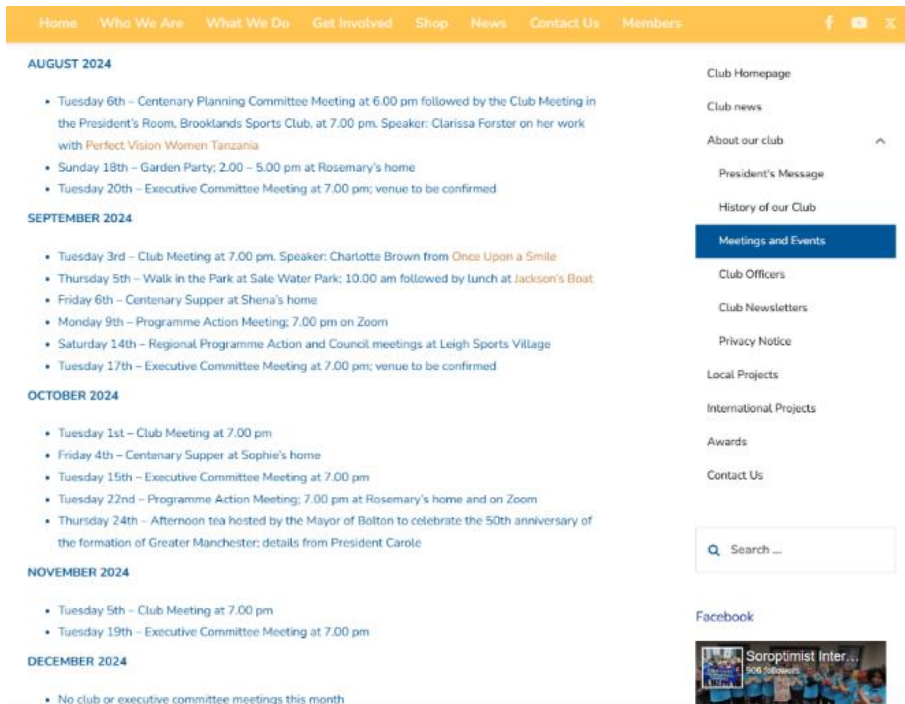 Home Who We Are What We Do Get Involved Shop News Contact Us Members
AUGUST 2024
• Tuesday 6th – Centenary Planning Committee Meeting at 6.00 pm followed by the Club Meeting in
the President's Room, Brooklands Sports Club, at 7.00 pm. Speaker: Clarissa Forster on her work
with Perfect Vision Women Tanzania
• Sunday 18th – Garden Party; 2.00 – 5.00 pm at Rosemary's home
• Tuesday 20th – Executive Committee Meeting at 7.00 pm; venue to be confirmed
SEPTEMBER 2024
• Tuesday 3rd – Club Meeting at 7.00 pm. Speaker: Charlotte Brown from Once Upon a Smile
• Thursday 5th – Walk in the Park at Sale Water Park; 10.00 am followed by lunch at Jackson's Boat
• Friday 6th – Centenary Supper at Shena's home
• Monday 9th – Programme Action Meeting; 7.00 pm on Zoom
• Saturday 14th – Regional Programme Action and Council meetings at Leigh Sports Village
• Tuesday 17th – Executive Committee Meeting at 7.00 pm; venue to be confirmed
OCTOBER 2024
• Tuesday 1st – Club Meeting at 7.00 pm
• Friday 4th – Centenary Supper at Sophie's home
• Tuesday 15th – Executive Committee Meeting at 7.00 pm
• Tuesday 22nd – Programme Action Meeting; 7.00 pm at Rosemary's home and on Zoom
• Thursday 24th – Afternoon tea hosted by the Mayor of Bolton to celebrate the 50th anniversary of
the formation of Greater Manchester; details from President Carole
NOVEMBER 2024
• Tuesday 5th – Club Meeting at 7.00 pm
• Tuesday 19th – Executive Committee Meeting at 7.00 pm
DECEMBER 2024
• No club or executive committee meetings this month
Club Homepage
Club news
About our club
President's Message
History of our Club
Meetings and Events
Club Officers
Club Newsletters
Privacy Notice
Local Projects
International Projects
Awards
Contact Us
Search ...
Facebook
Soroptimist Inter...
906 followers